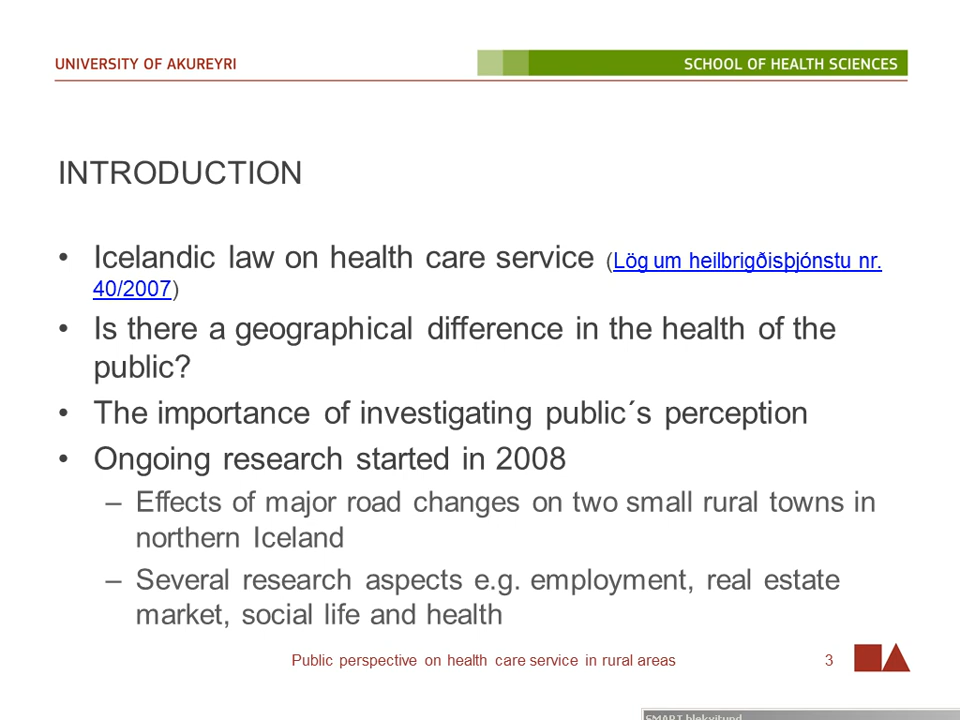 UNIVERSITY OF AKUREYRI
SCHOOL OF HEALTH SCIENCES
INTRODUCTION
• Icelandic law on health care service (Lög um heilbrigðisþjónstu nr.
40/2007)
• Is there a geographical difference in the health of the
public?
• The importance of investigating public´s perception
• Ongoing research started in 2008
– Effects of major road changes on two small rural towns in
northern Iceland
– Several research aspects e.g. employment, real estate
market, social life and health
Public perspective on health care service in rural areas 3